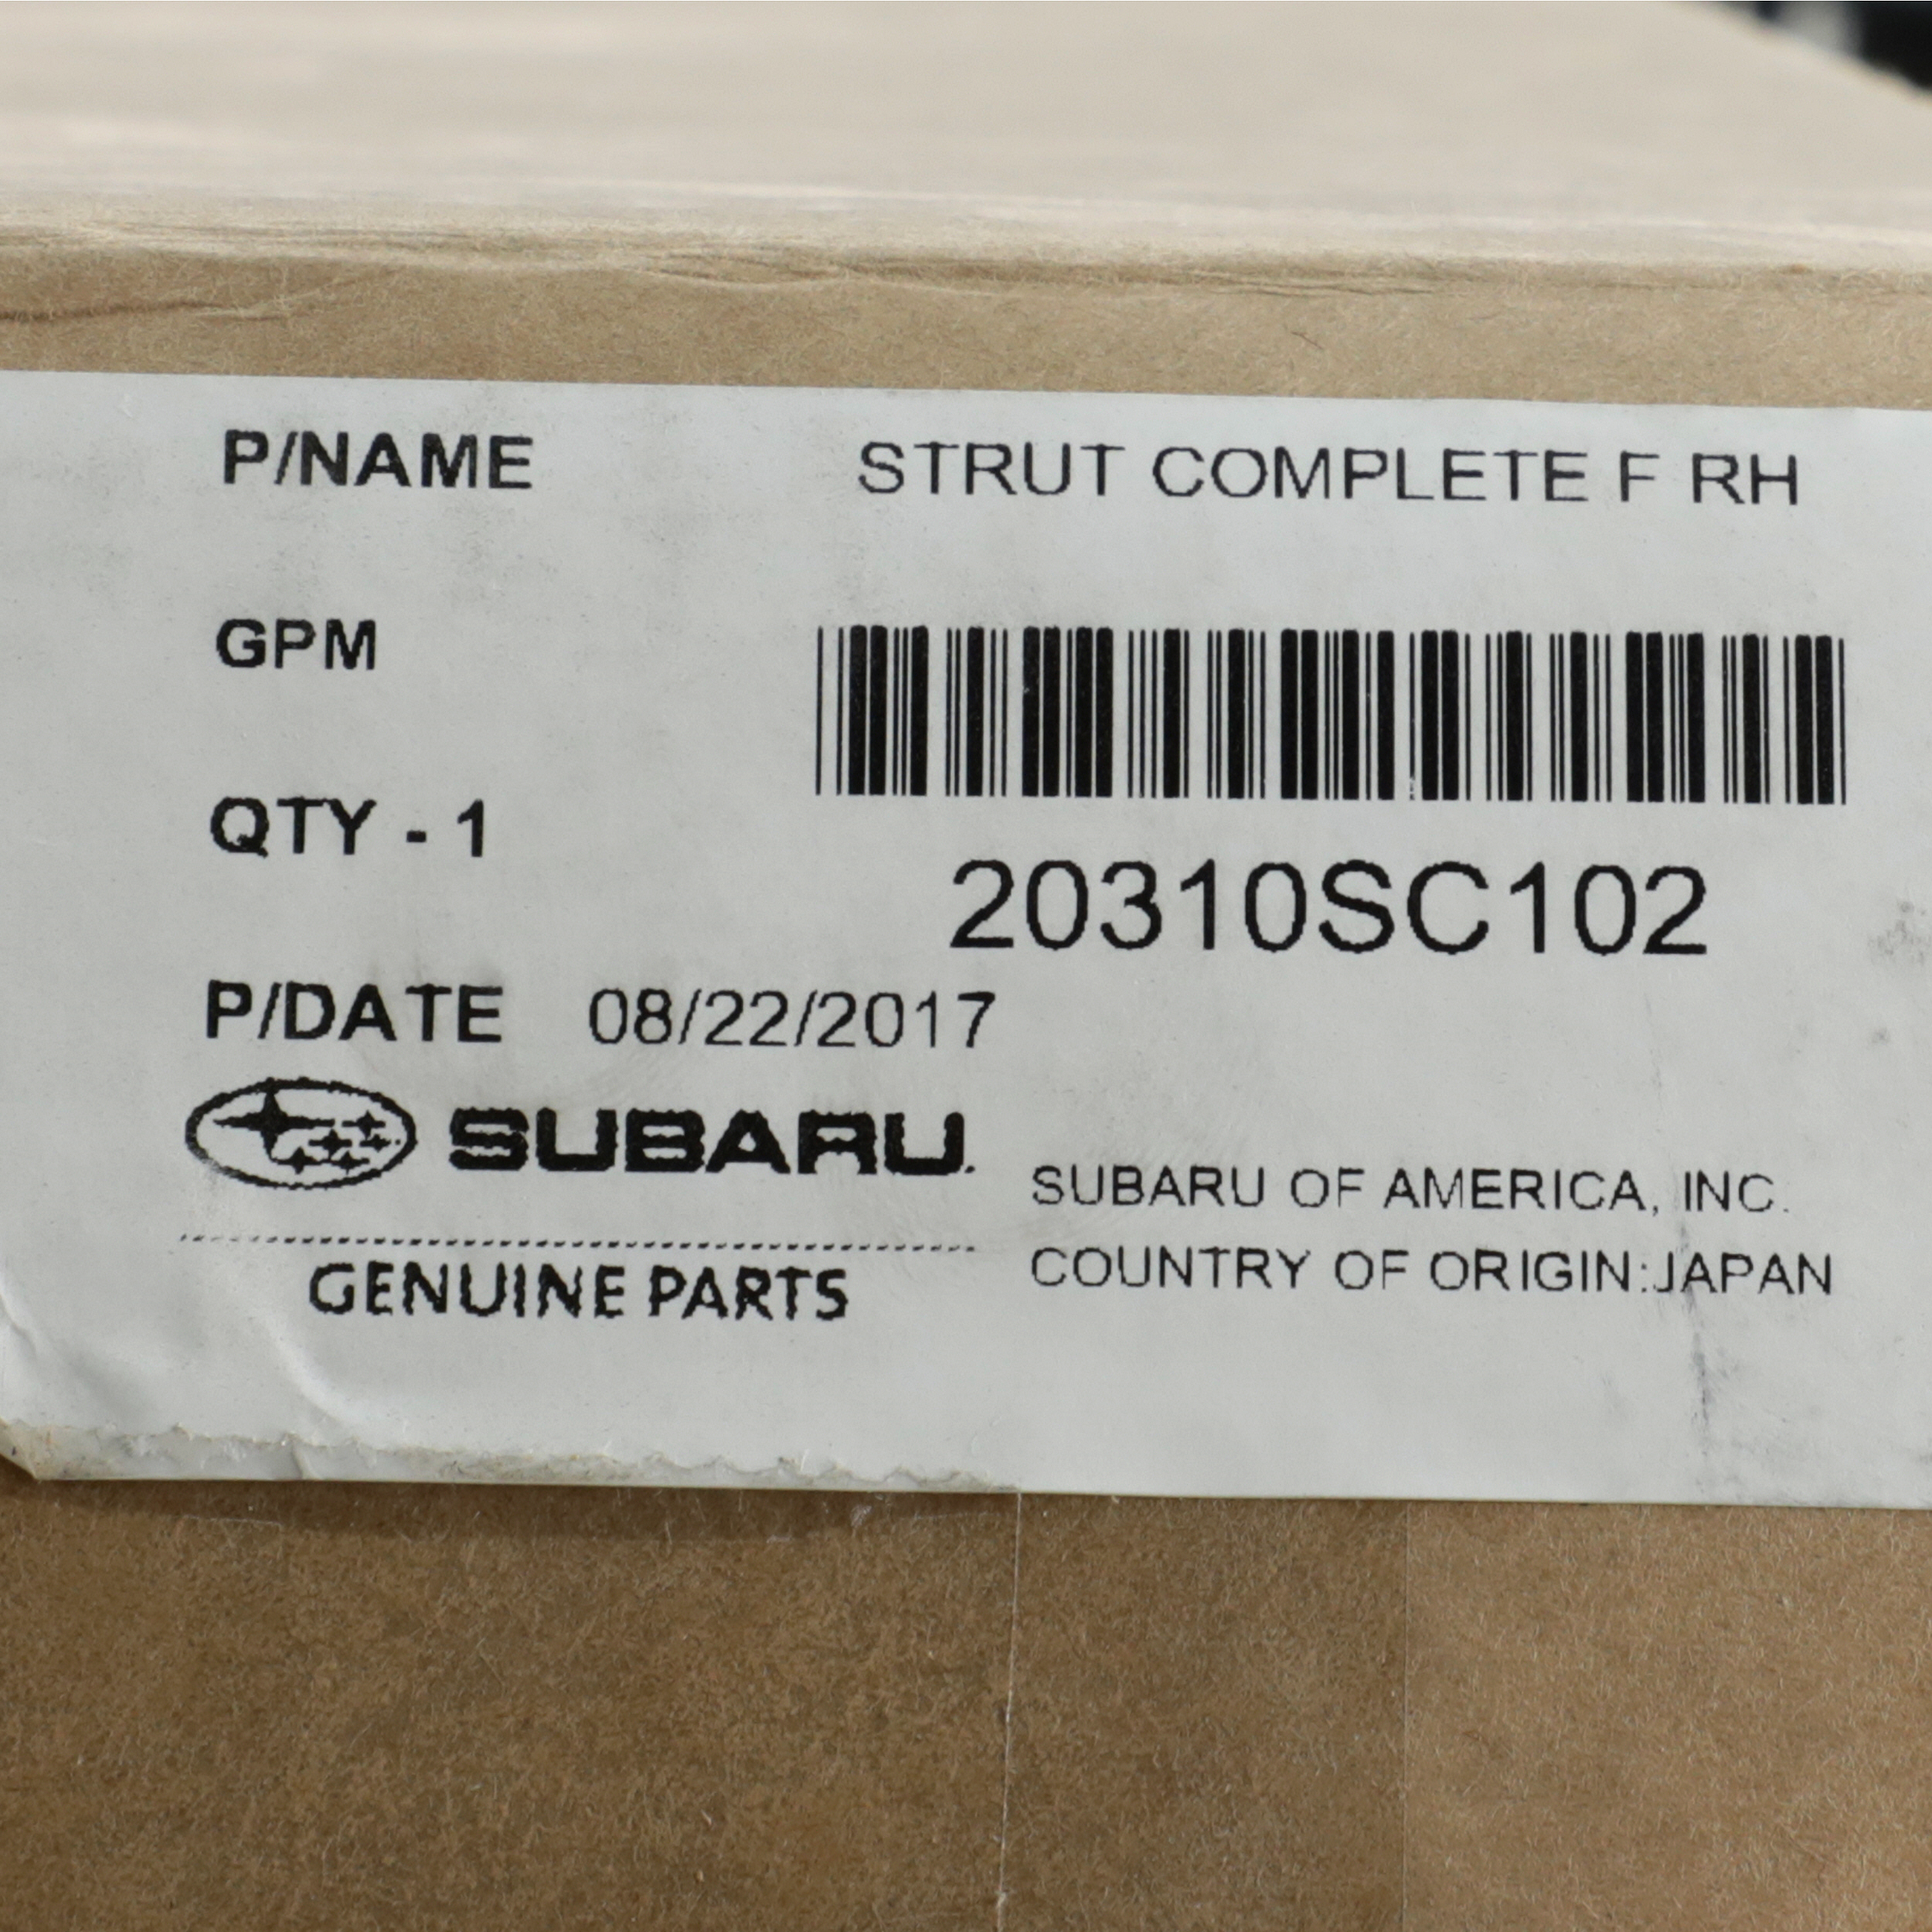 P/NAME STRUT COMPLETE F RH
GPM
QTY - 1
20310SC102
P/DATE 08/22/2017
SUBARU.
GENUINE PARTS
SUBARU OF AMERICA, INC.
COUNTRY OF ORIGIN:JAPAN